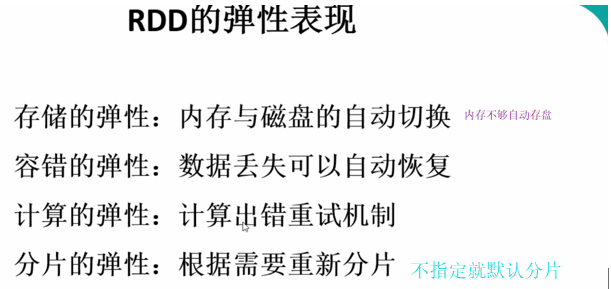 RDD的弹性表现
存储的弹性：内存与磁盘的自动切换 内存不够自动存盘
容错的弹性：数据丢失可以自动恢复
计算的弹性：计算出错重试机制
分片的弹性：根据需要重新分片 不指定就默认分片